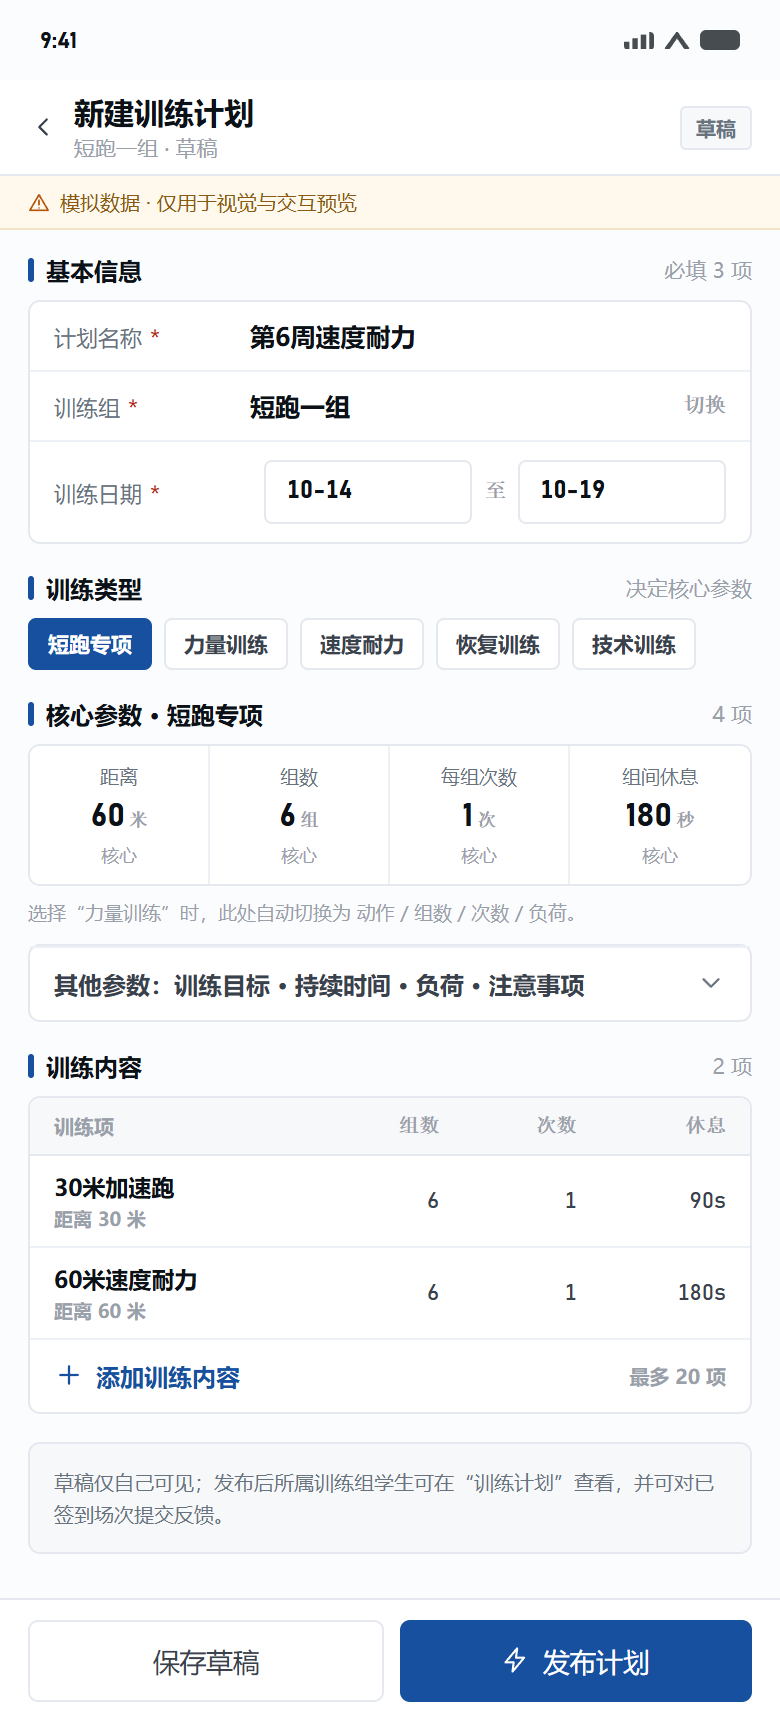 9:41
新建训练计划
短跑一组 · 草稿
草稿
模拟数据 · 仅用于视觉与交互预览
基本信息
必填 3 项
计划名称 *
第6周速度耐力
训练组 *
短跑一组
切换
训练日期 *
10-14
至
10-19
训练类型
决定核心参数
短跑专项
力量训练
速度耐力
恢复训练
技术训练
核心参数 • 短跑专项
4 项
距离
组数
每组次数
组间休息
60 米
6 组
1 次
180 秒
核心
核心
核心
核心
选择“力量训练”时，此处自动切换为 动作 / 组数 / 次数 / 负荷。
其他参数：训练目标 • 持续时间 • 负荷 • 注意事项
训练内容
2 项
训练项
组数
次数
休息
30米加速跑
距离 30 米
6
1
90s
60米速度耐力
距离 60 米
6
1
180s
添加训练内容
最多 20 项
草稿仅自己可见；发布后所属训练组学生可在“训练计划”查看，并可对已
签到场次提交反馈。
保存草稿
发布计划